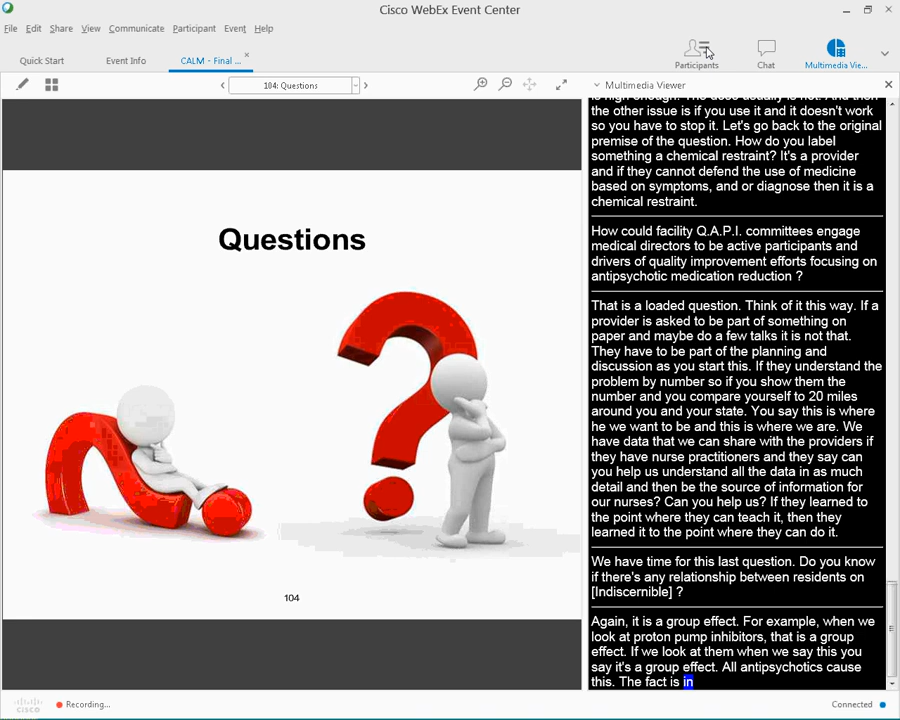 Cisco WebEx Event Center
File Edit Share View Communicate Participant Event Help
Quick Start Event Info CALM - Final ... Participants Chat Multimedia Vie...
104: Questions
Multimedia Viewer
Questions
104
is high enough. The dose usually is not. And then
the other issue is if you use it and it doesn't work
so you have to stop it. Let's go back to the original
premise of the question. How do you label
something a chemical restraint? It's a provider
and if they cannot defend the use of medicine
based on symptoms, and or diagnose then it is a
chemical restraint.
How could facility Q.A.P.I. committees engage
medical directors to be active participants and
drivers of quality improvement efforts focusing on
antipsychotic medication reduction ?
That is a loaded question. Think of it this way. If a
provider is asked to be part of something on
paper and maybe do a few talks it is not that.
They have to be part of the planning and
discussion as you start this. If they understand the
problem by number so if you show them the
number and you compare yourself to 20 miles
around you and your state. You say this is where
he we want to be and this is where we are. We
have data that we can share with the providers if
they have nurse practitioners and they say can
you help us understand all the data in as much
detail and then be the source of information for
our nurses? Can you help us? If they learned to
the point where they can teach it, then they
learned it to the point where they can do it.
We have time for this last question. Do you know
if there's any relationship between residents on
[Indiscernible] ?
Again, it is a group effect. For example, when we
look at proton pump inhibitors, that is a group
effect. If we look at them when we say this you
say it's a group effect. All antipsychotics cause
this. The fact is in
cisco Recording... Connected